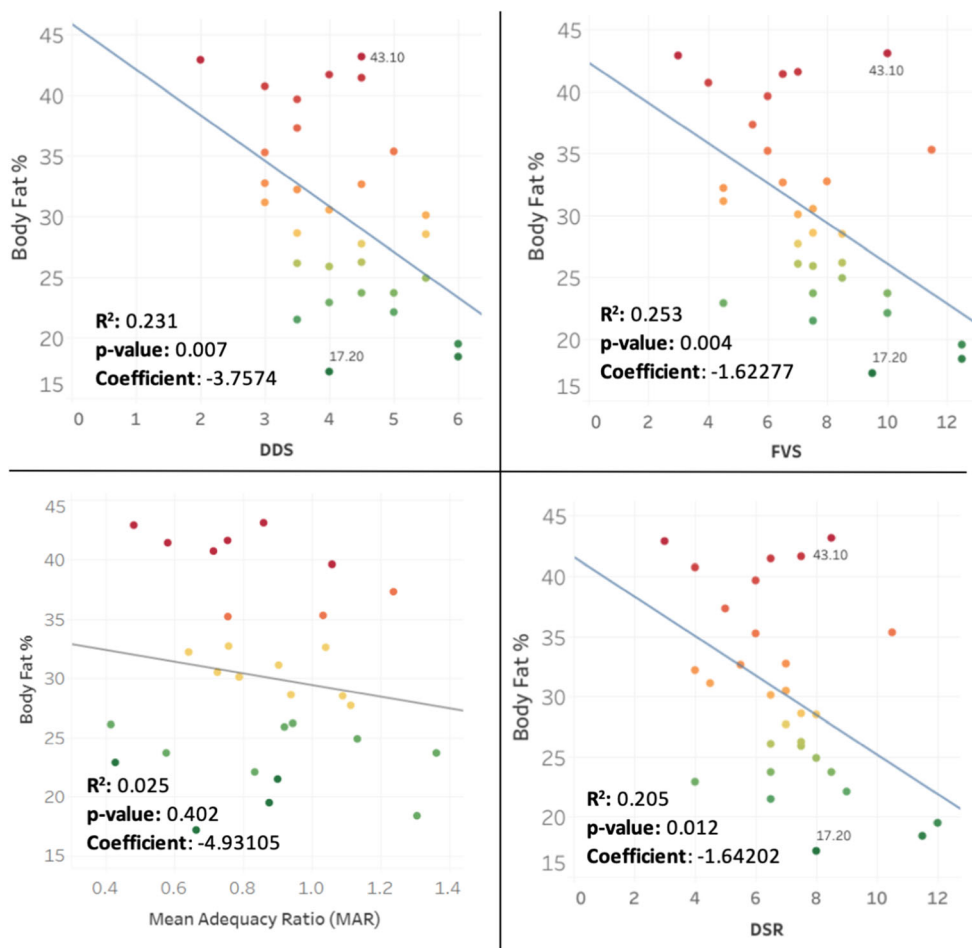 45
40
35
30
25
20
15
Body Fat %
43.10
R²: 0.231
p-value: 0.007
Coefficient: -3.7574
17.20
0 1 2 3 4 5 6
DDS
45
40
35
30
25
20
15
Body Fat %
43.10
R²: 0.253
p-value: 0.004
Coefficient: -1.62277
17.20
0 2 4 6 8 10 12
FVS
45
40
35
30
25
20
15
Body Fat %
R²: 0.025
p-value: 0.402
Coefficient: -4.93105
0.4 0.6 0.8 1.0 1.2 1.4
Mean Adequacy Ratio (MAR)
45
40
35
30
25
20
15
Body Fat %
43.10
R²: 0.205
p-value: 0.012
Coefficient: -1.64202
17.20
0 2 4 6 8 10 12
DSR